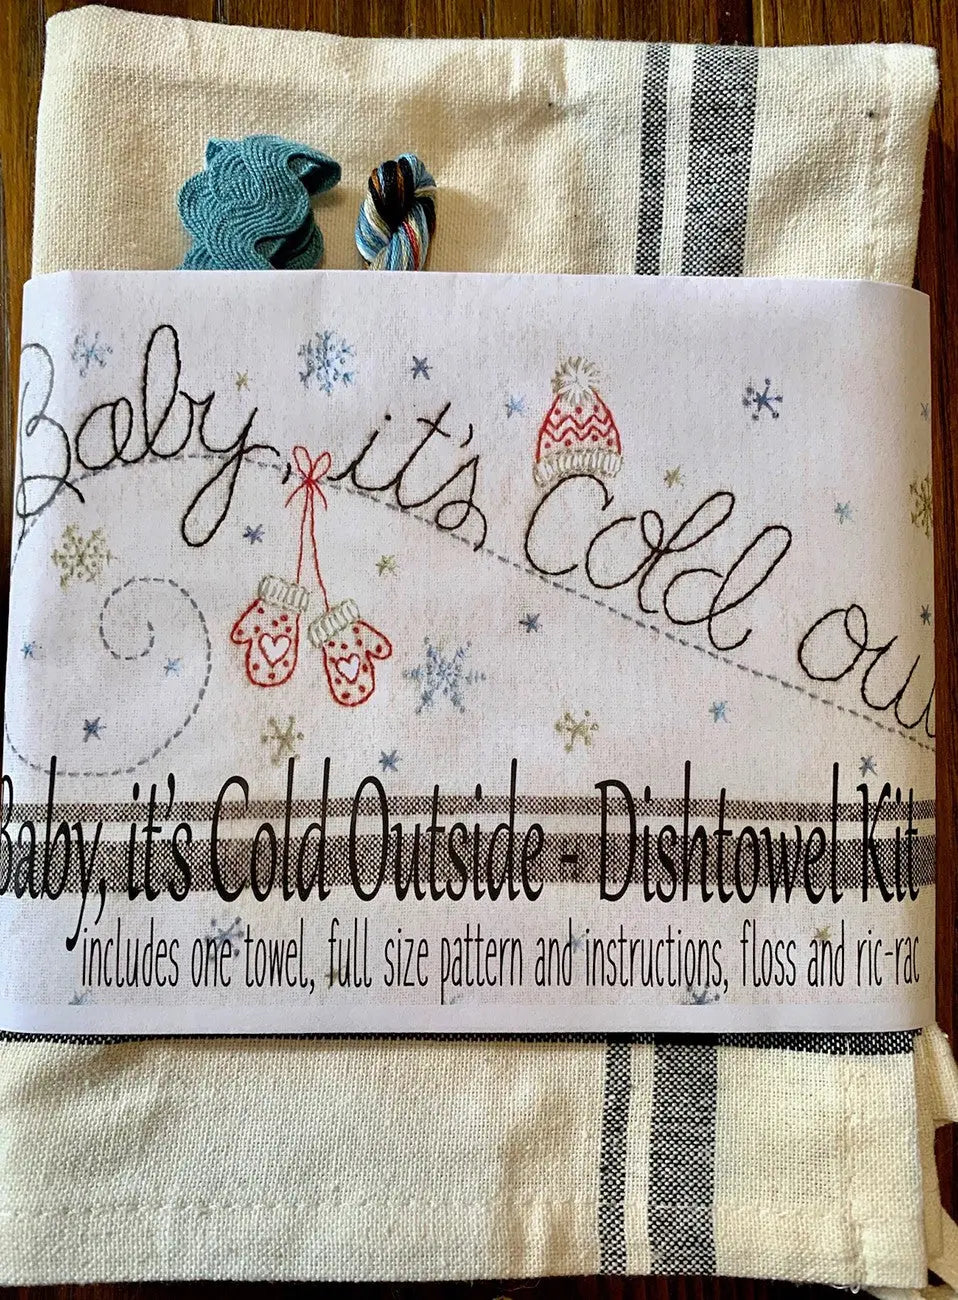 Baby, it's Cold ou
Baby, it's Cold Outside - Dishtowel Kit
includes one towel, full size pattern and instructions, floss and ric-rac